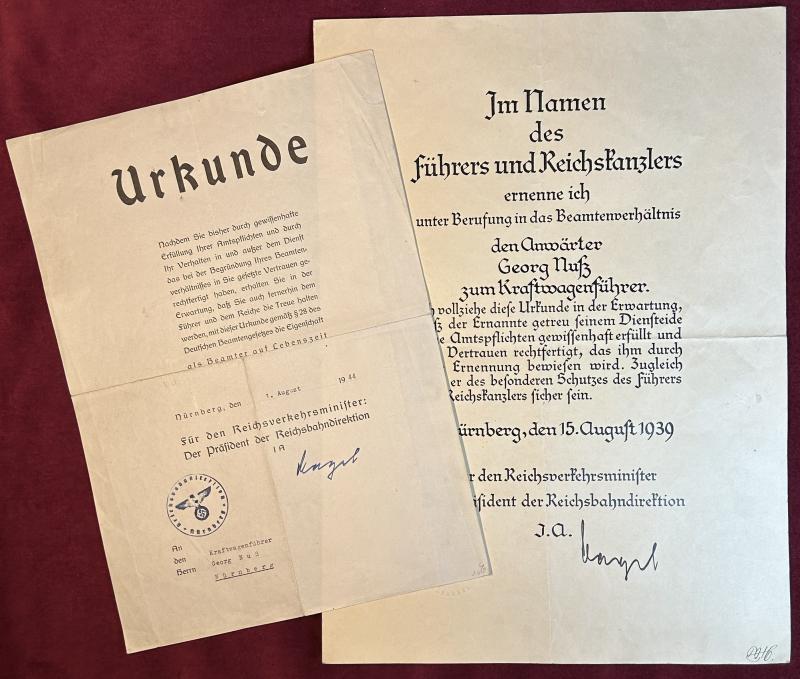 Urkunde
Nachdem Sie bisher durch gewissenhafte
Erfüllung Ihrer Amtspflichten und durch
Ihr Verhalten in und außer dem Dienst
das bei der Begründung Ihres Beamten-
verhältnisses in Sie gesetzte Vertrauen ge-
rechtfertigt haben, erhalten Sie in der
Erwartung, daß Sie auch fernerhin dem
Führer und dem Reiche die Treue halten
werden, mit dieser Urkunde gemäß § 28 des
Deutschen Beamtengesetzes die Eigenschaft
als Beamter auf Lebenszeit
Nürnberg, den 1. August 1944
Für den Reichsverkehrsminister:
Der Präsident der Reichsbahndirektion
IA
An
den Kraftwagenführer
Herrn Georg Nuß
Nürnberg
Im Namen
des
Führers und Reichskanzlers
ernenne ich
unter Berufung in das Beamtenverhältnis
den Anwärter
Georg Nuß
zum Kraftwagenführer.
vollziehe diese Urkunde in der Erwartung,
der Ernannte getreu seinem Diensteide
Amtspflichten gewissenhaft erfüllt und
Vertrauen rechtfertigt, das ihm durch
Ernennung bewiesen wird. Zugleich
er des besonderen Schutzes des Führers
Reichskanzlers sicher sein.
Nürnberg, den 15. August 1939
den Reichsverkehrsminister
Präsident der Reichsbahndirektion
I.A.